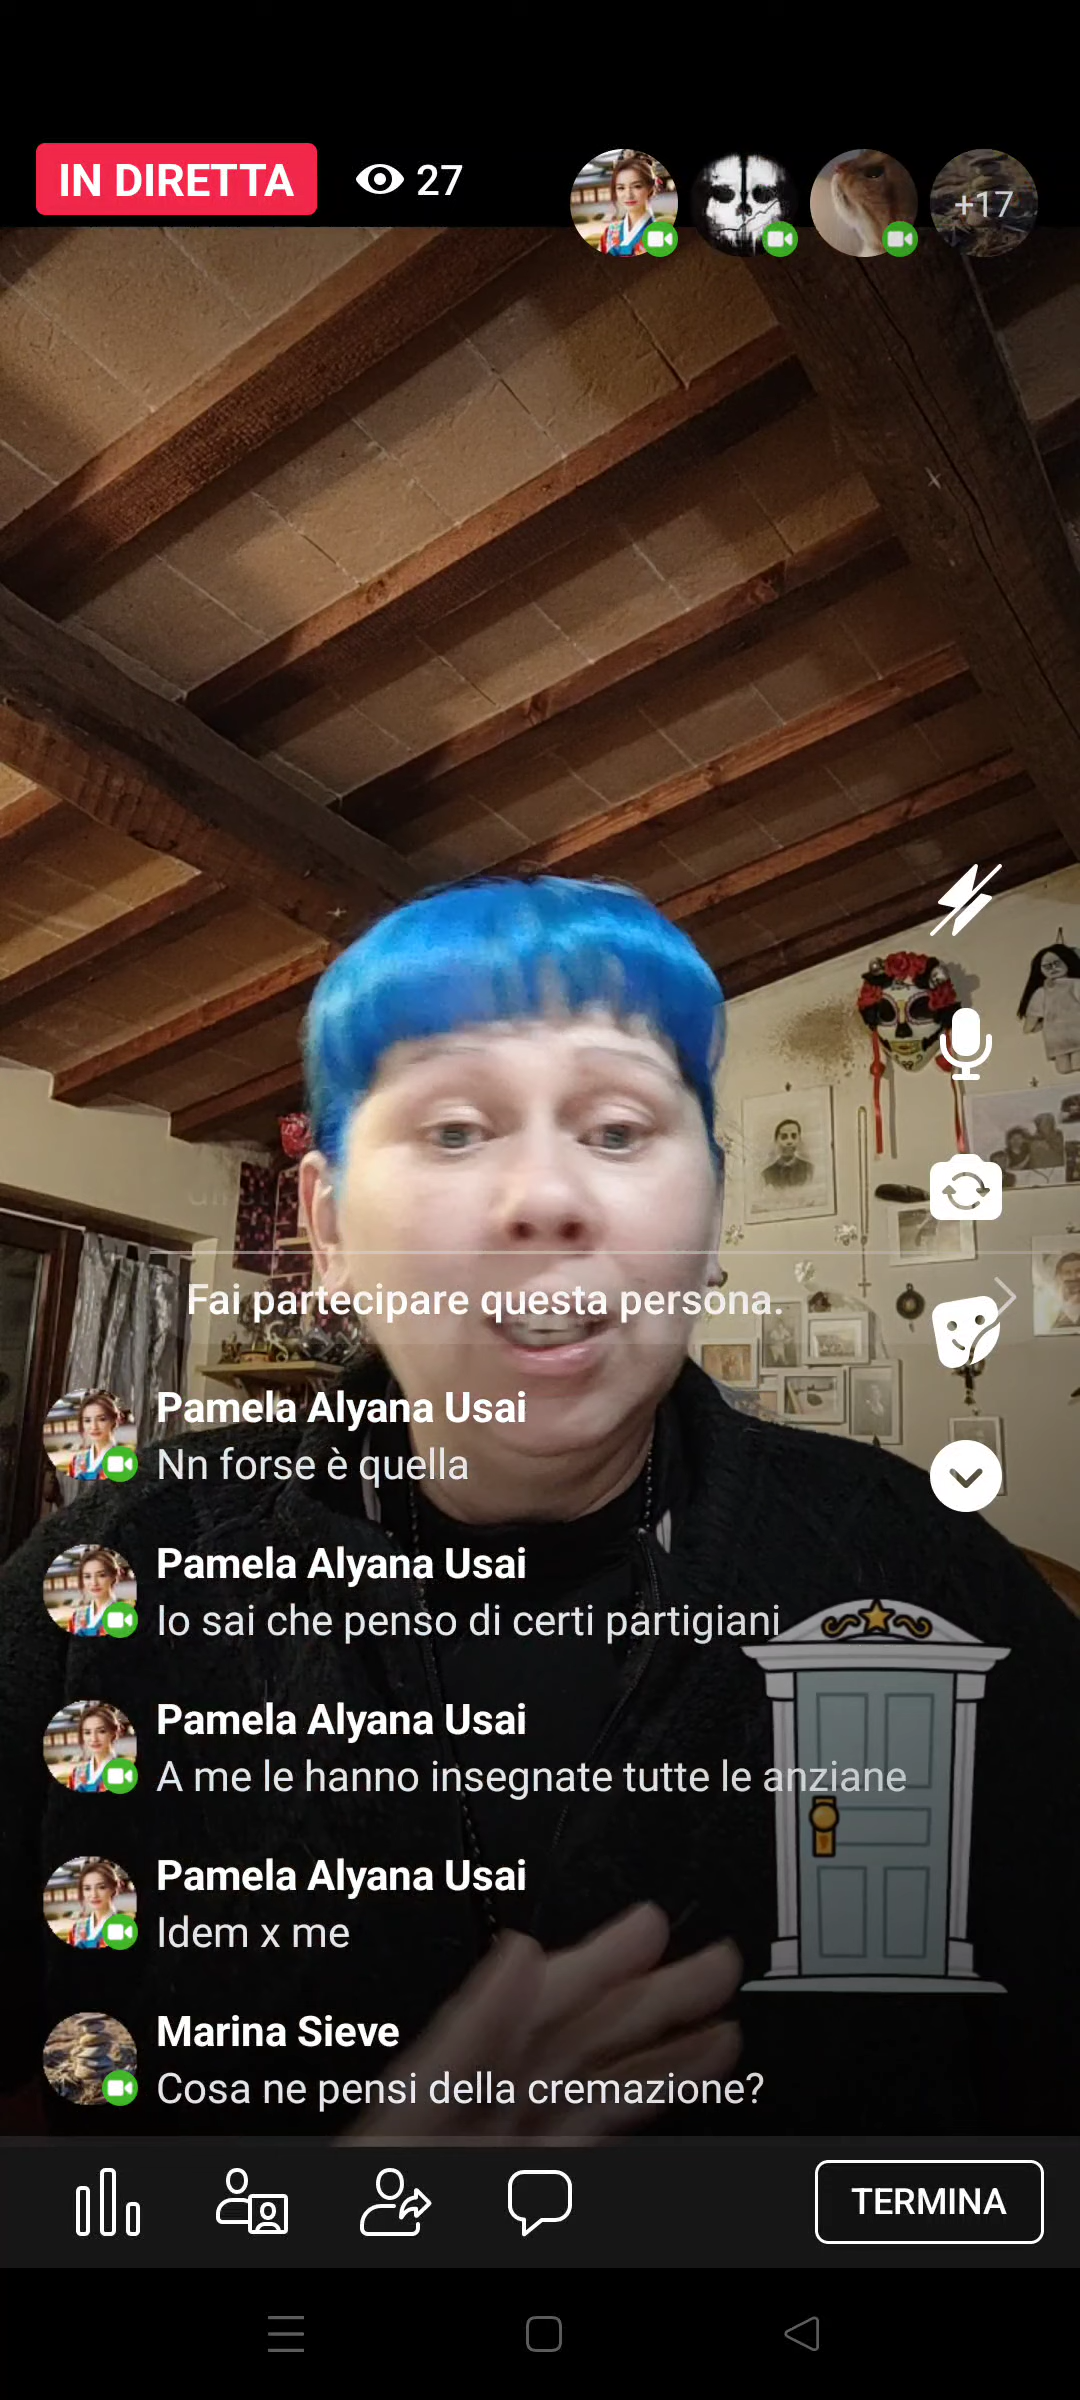 IN DIRETTA
27
+17
Fai partecipare questa persona.
Pamela Alyana Usai
Nn forse è quella
Pamela Alyana Usai
Io sai che penso di certi partigiani
Pamela Alyana Usai
A me le hanno insegnate tutte le anziane
Pamela Alyana Usai
Idem x me
Marina Sieve
Cosa ne pensi della cremazione?
TERMINA